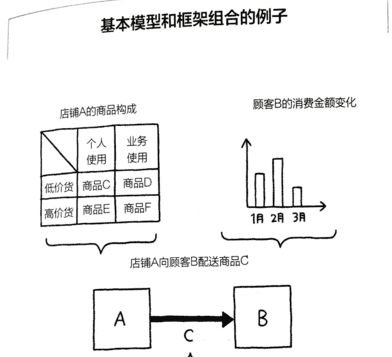 基本模型和框架组合的例子
店铺A的商品构成
顾客B的消费金额变化
个人使用 业务使用
低价货 商品C 商品D
高价货 商品E 商品F
1月 2月 3月
店铺A向顾客B配送商品C
A B
C